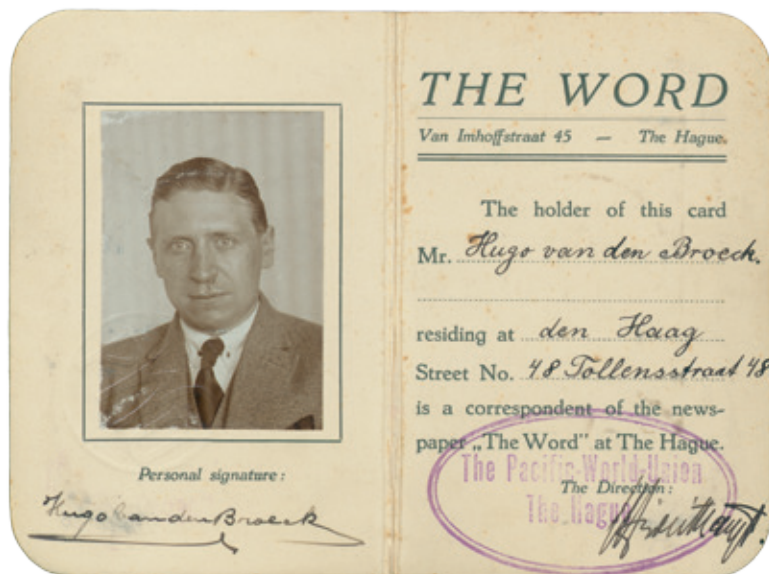 Personal signature:
Hugo van den Broeck
THE WORD
Van Imhoffstraat 45 — The Hague.
The holder of this card
Mr. Hugo van den Broeck.
residing at den Haag
Street No. 48 Tollensstraat 48
is a correspondent of the news-
paper „The Word" at The Hague.
The Pacific-World-Union
The Direction:
The Hague